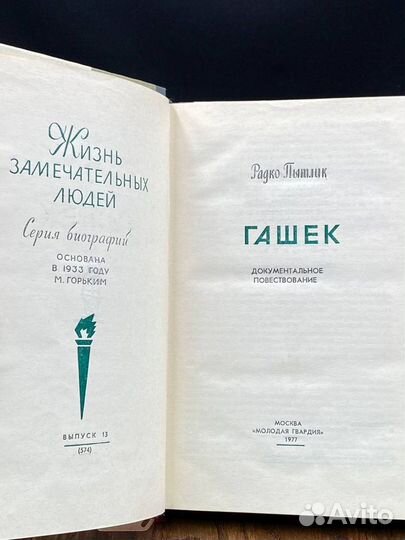 Жизнь
ЗАМЕЧАТЕЛЬНЫХ
ЛЮДЕЙ
Серия биографий
ОСНОВАНА
В 1933 ГОДУ
М. ГОРЬКИМ
ВЫПУСК 13
(574)
Радко Пытлик
ГАШЕК
ДОКУМЕНТАЛЬНОЕ
ПОВЕСТВОВАНИЕ
МОСКВА
«МОЛОДАЯ ГВАРДИЯ»
1977
Avito